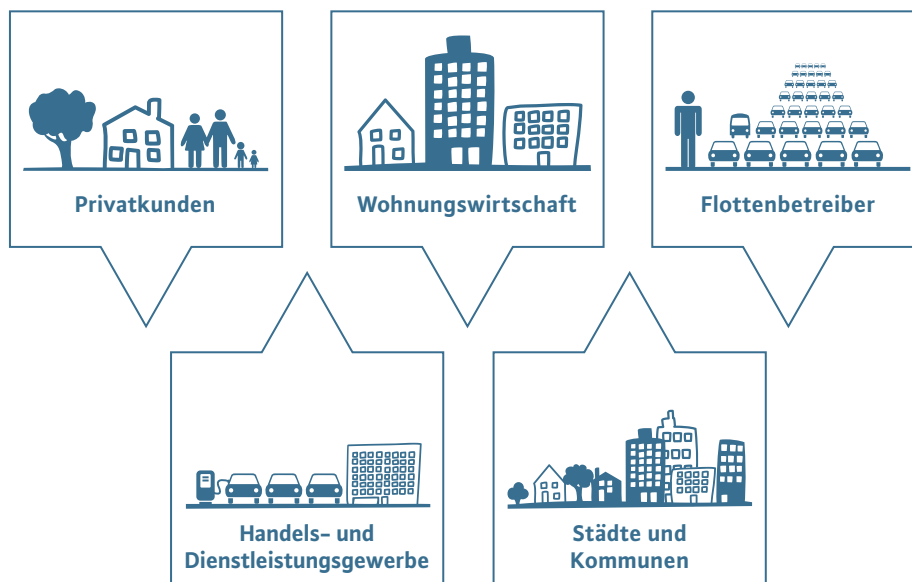 Privatkunden
Wohnungswirtschaft
Flottenbetreiber
Handels- und
Dienstleistungsgewerbe
Städte und
Kommunen